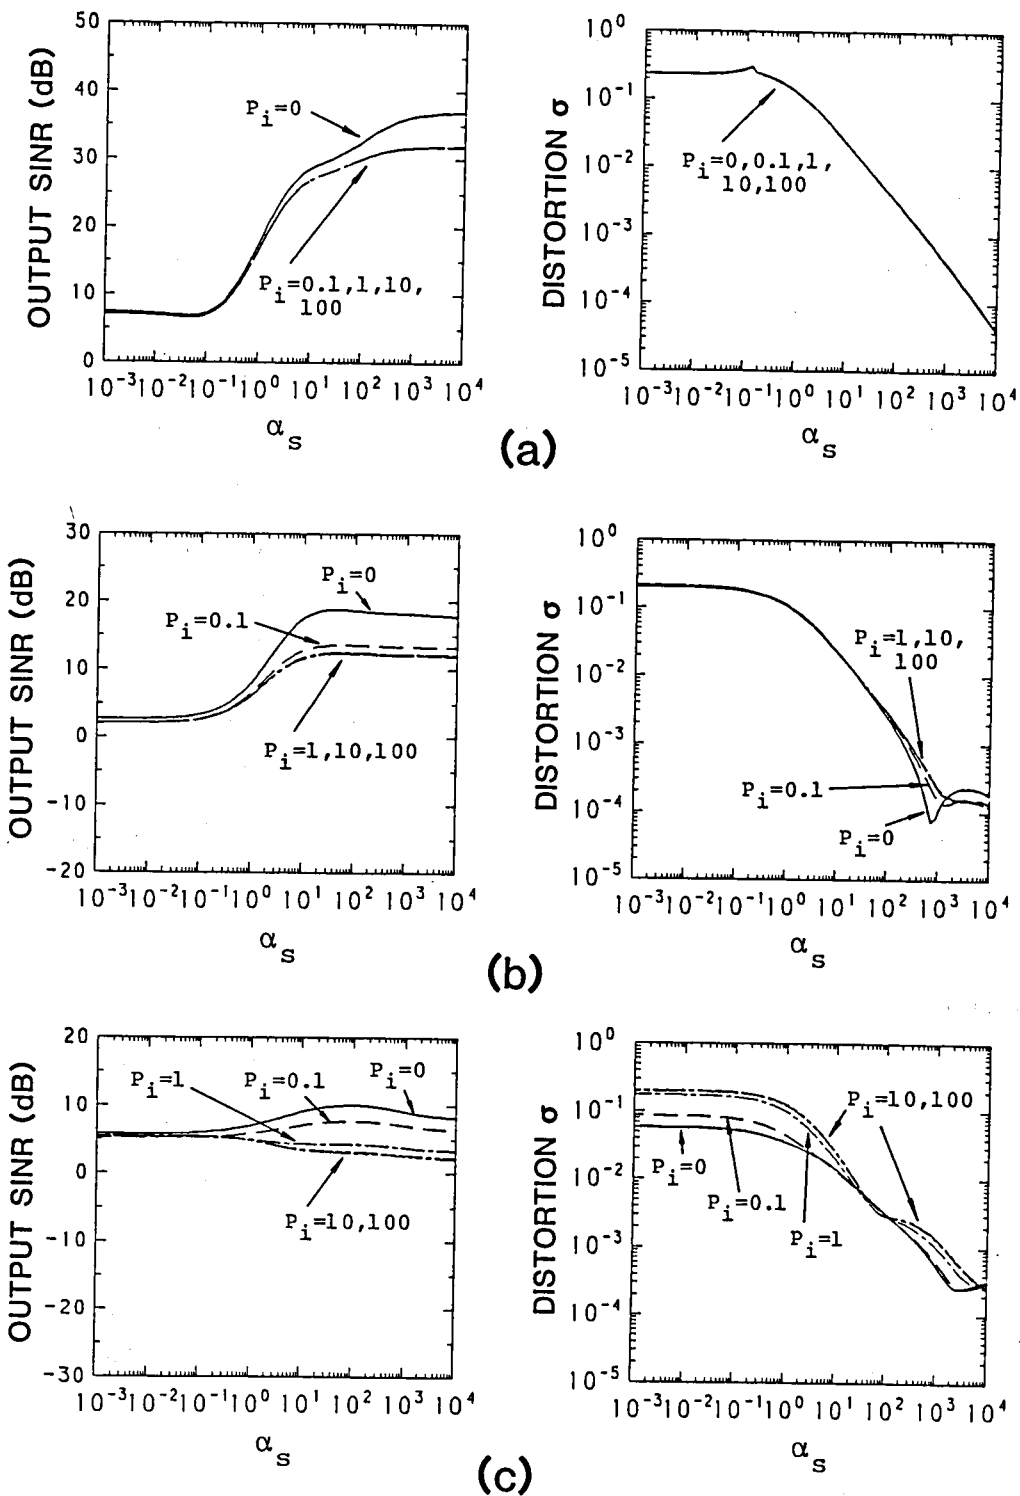 OUTPUT SINR (dB)
50
40
30
20
10
0
P_i=0
P_i=0.1,1,10,
100
10^-3 10^-2 10^-1 10^0 10^1 10^2 10^3 10^4
α_s
DISTORTION σ
10^0
10^-1
10^-2
10^-3
10^-4
10^-5
P_i=0,0.1,1,
10,100
10^-3 10^-2 10^-1 10^0 10^1 10^2 10^3 10^4
α_s
(a)
OUTPUT SINR (dB)
30
20
10
0
-10
-20
P_i=0
P_i=0.1
P_i=1,10,100
10^-3 10^-2 10^-1 10^0 10^1 10^2 10^3 10^4
α_s
DISTORTION σ
10^0
10^-1
10^-2
10^-3
10^-4
10^-5
P_i=1,10,
100
P_i=0.1
P_i=0
10^-3 10^-2 10^-1 10^0 10^1 10^2 10^3 10^4
α_s
(b)
OUTPUT SINR (dB)
20
10
0
-10
-20
-30
P_i=1
P_i=0.1
P_i=0
P_i=10,100
10^-3 10^-2 10^-1 10^0 10^1 10^2 10^3 10^4
α_s
DISTORTION σ
10^0
10^-1
10^-2
10^-3
10^-4
10^-5
P_i=10,100
P_i=0
P_i=0.1
P_i=1
10^-3 10^-2 10^-1 10^0 10^1 10^2 10^3 10^4
α_s
(c)